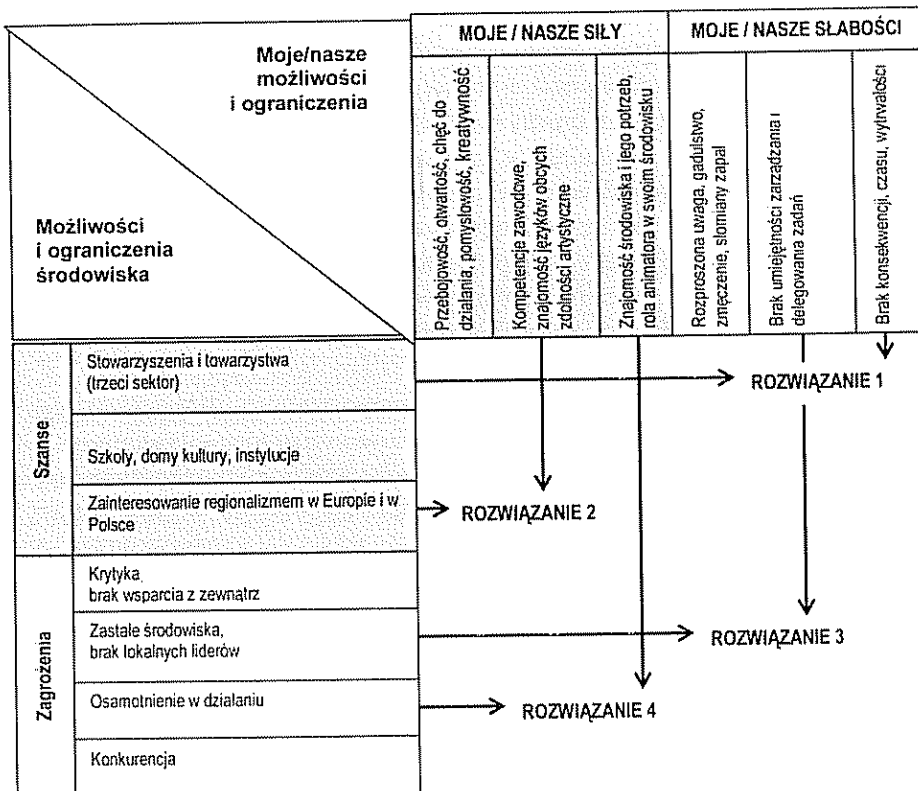 Moje/nasze
możliwości
i ograniczenia
Możliwości
i ograniczenia
środowiska
MOJE / NASZE SIŁY
MOJE / NASZE SŁABOŚCI
Przebojowość, otwartość, chęć do
działania, pomysłowość, kreatywność
Kompetencje zawodowe,
znajomość języków obcych
zdolności artystyczne
Znajomość środowiska i jego potrzeb,
rola animatora w swoim środowisku
Rozproszona uwaga, gadulstwo,
zmęczenie, słomiany zapał
Brak umiejętności zarządzania i
delegowana zadań
Brak konsekwencji, czasu, wytrwałości
Szanse
Stowarzyszenia i towarzystwa
(trzeci sektor)
ROZWIĄZANIE 1
Szkoły, domy kultury, instytucje
Zainteresowanie regionalizmem w Europie i w
Polsce
ROZWIĄZANIE 2
Zagrożenia
Krytyka,
brak wsparcia z zewnątrz
Zastałe środowiska,
brak lokalnych liderów
ROZWIĄZANIE 3
Osamotnienie w działaniu
ROZWIĄZANIE 4
Konkurencja